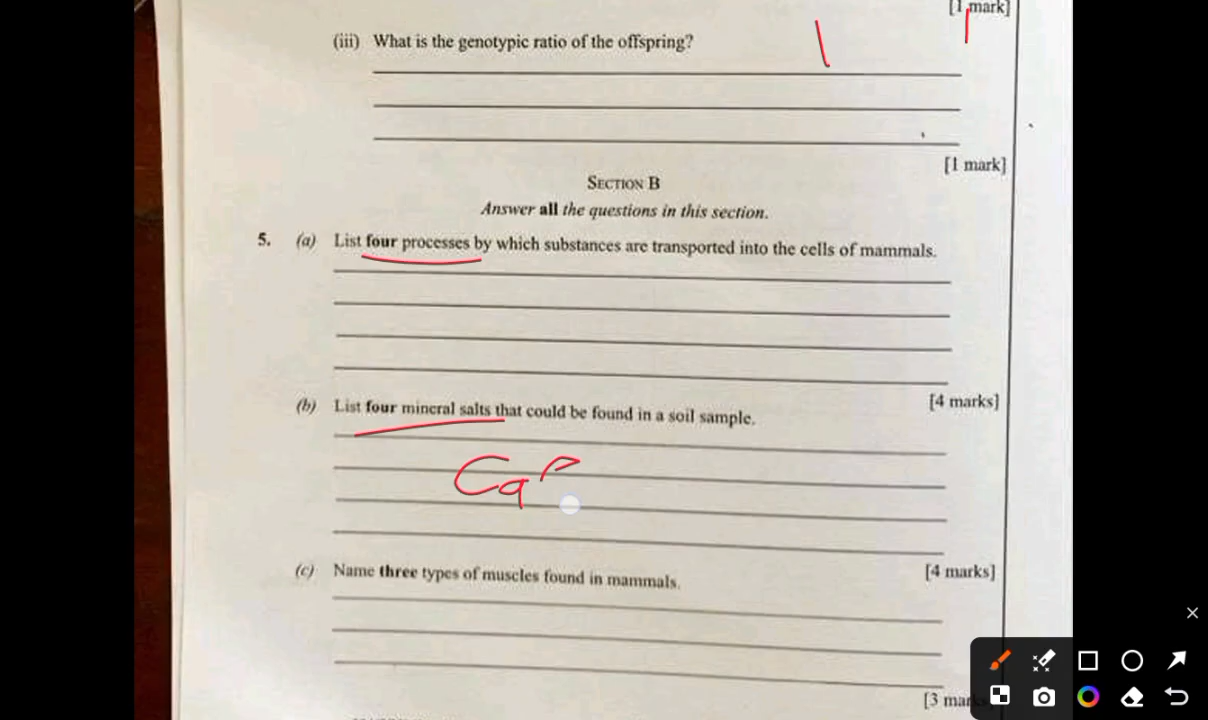 [1 mark]
(iii) What is the genotypic ratio of the offspring?
[1 mark]
SECTION B
Answer all the questions in this section.
5. (a) List four processes by which substances are transported into the cells of mammals.
[4 marks]
(b) List four mineral salts that could be found in a soil sample.
Ca
[4 marks]
(c) Name three types of muscles found in mammals.
[3 mar